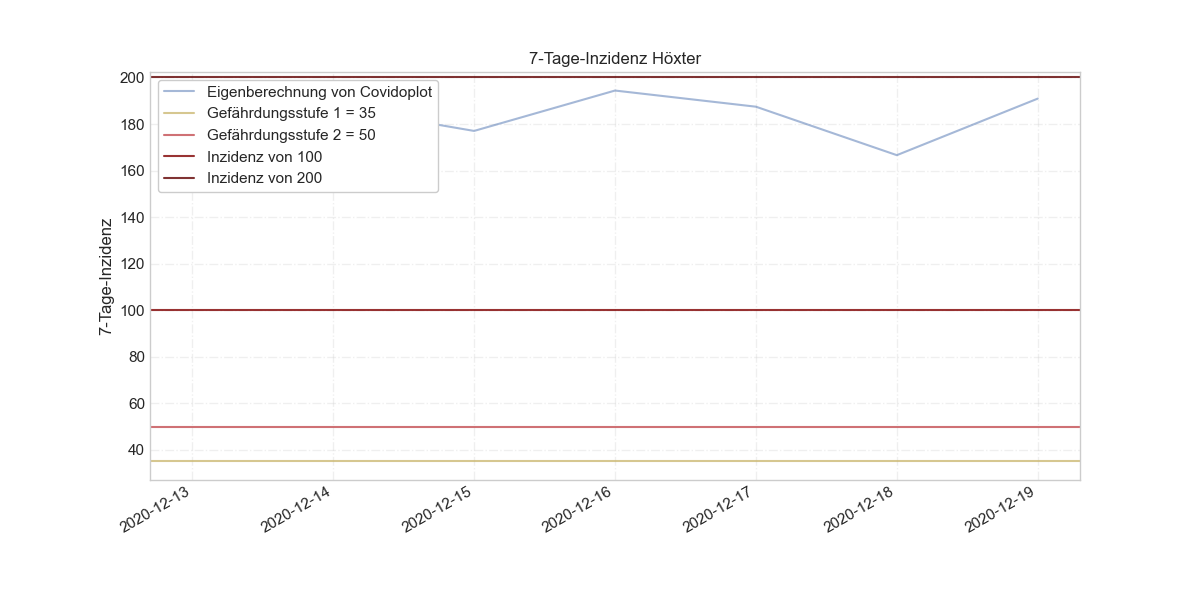 7-Tage-Inzidenz Höxter
200
180
160
140
120
100
80
60
40
7-Tage-Inzidenz
Eigenberechnung von Covidoplot
Gefährdungsstufe 1 = 35
Gefährdungsstufe 2 = 50
Inzidenz von 100
Inzidenz von 200
2020-12-13
2020-12-14
2020-12-15
2020-12-16
2020-12-17
2020-12-18
2020-12-19